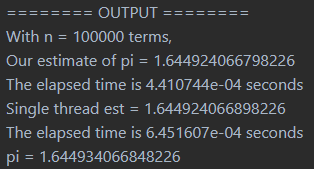 ======== OUTPUT ========
With n = 100000 terms,
Our estimate of pi = 1.644924066798226
The elapsed time is 4.410744e-04 seconds
Single thread est = 1.644924066898226
The elapsed time is 6.451607e-04 seconds
pi = 1.644934066848226